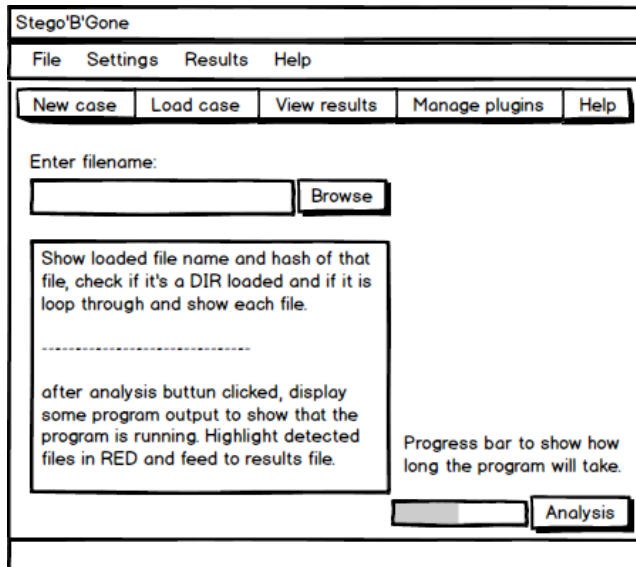 Stego'B'Gone
File Settings Results Help
New case Load case View results Manage plugins Help
Enter filename:
Browse
Show loaded file name and hash of that
file, check if it's a DIR loaded and if it is
loop through and show each file.
------------------------------
after analysis buttun clicked, display
some program output to show that the
program is running. Highlight detected
files in RED and feed to results file.
Progress bar to show how
long the program will take.
Analysis